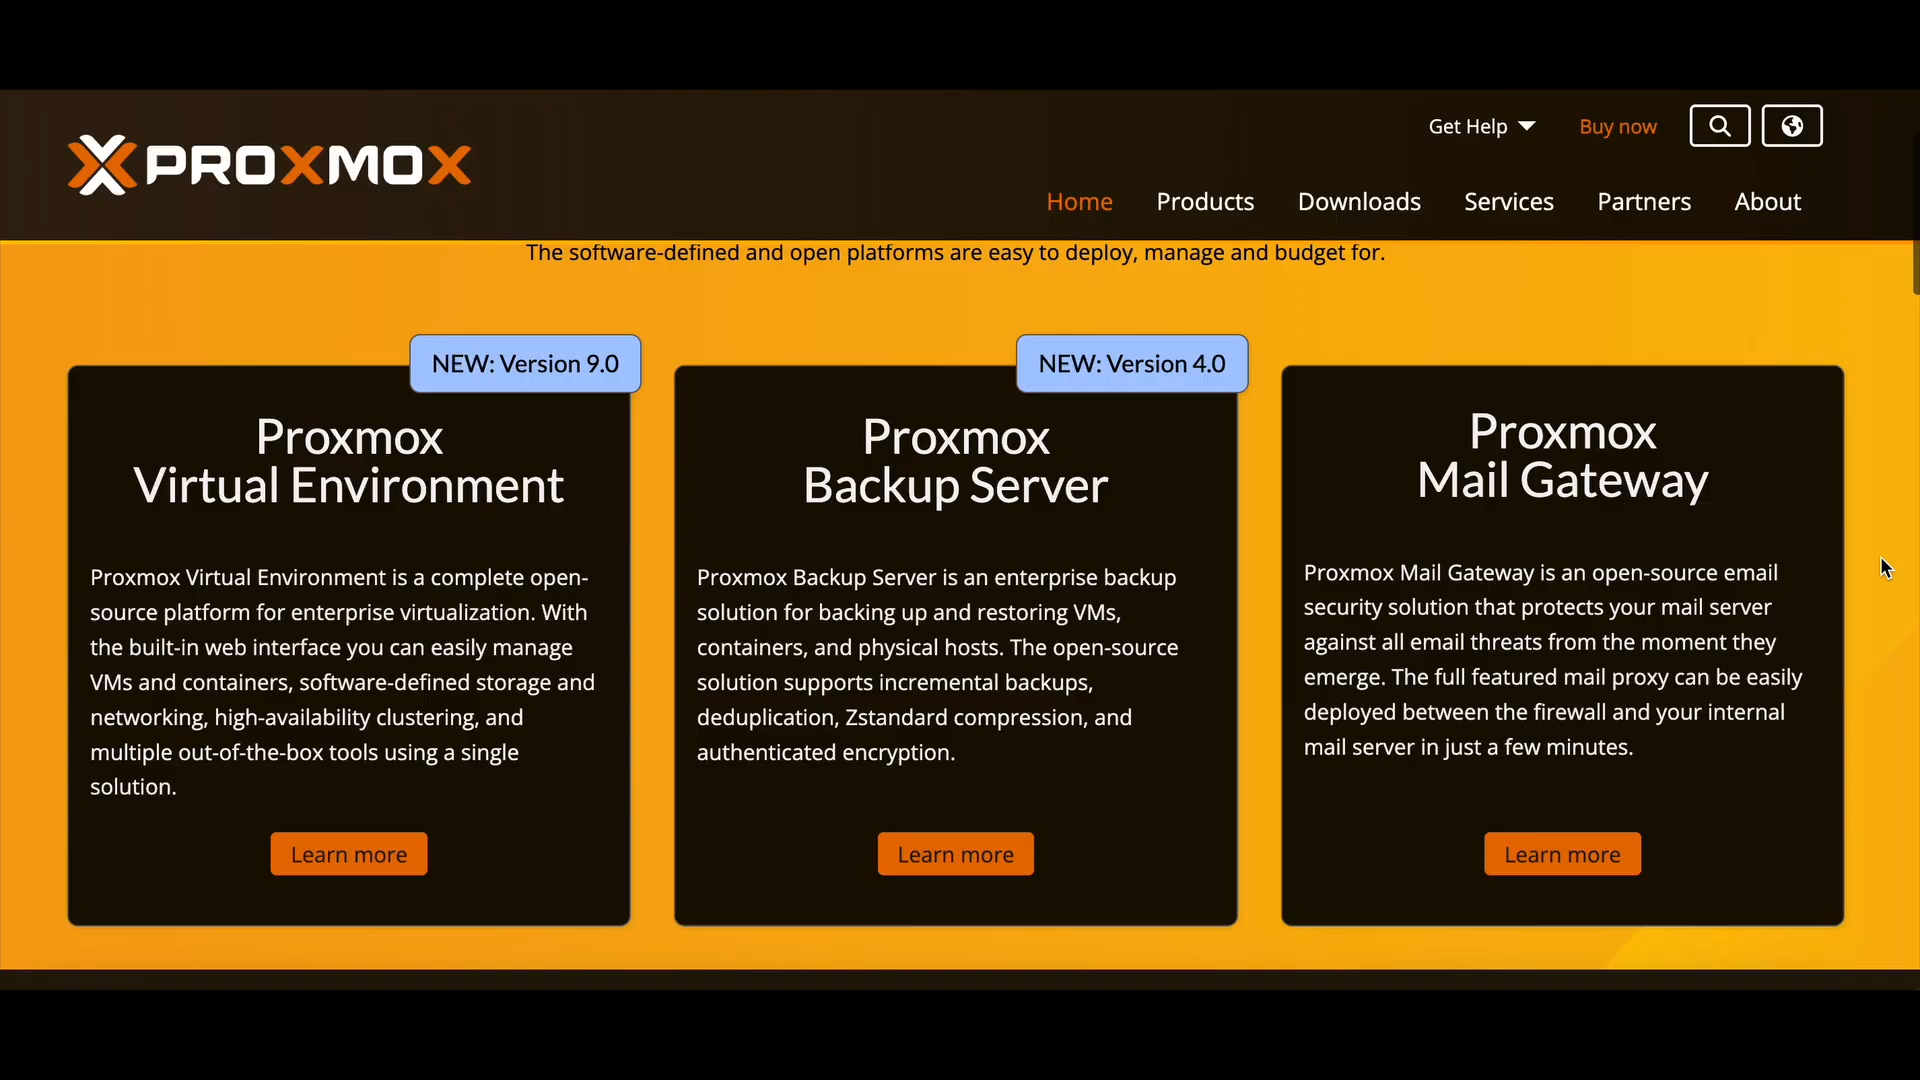 Get Help
Buy now
PROXMOX
Home Products Downloads Services Partners About
The software-defined and open platforms are easy to deploy, manage and budget for.
NEW: Version 9.0
Proxmox
Virtual Environment
Proxmox Virtual Environment is a complete open-
source platform for enterprise virtualization. With
the built-in web interface you can easily manage
VMs and containers, software-defined storage and
networking, high-availability clustering, and
multiple out-of-the-box tools using a single
solution.
Learn more
NEW: Version 4.0
Proxmox
Backup Server
Proxmox Backup Server is an enterprise backup
solution for backing up and restoring VMs,
containers, and physical hosts. The open-source
solution supports incremental backups,
deduplication, Zstandard compression, and
authenticated encryption.
Learn more
Proxmox
Mail Gateway
Proxmox Mail Gateway is an open-source email
security solution that protects your mail server
against all email threats from the moment they
emerge. The full featured mail proxy can be easily
deployed between the firewall and your internal
mail server in just a few minutes.
Learn more